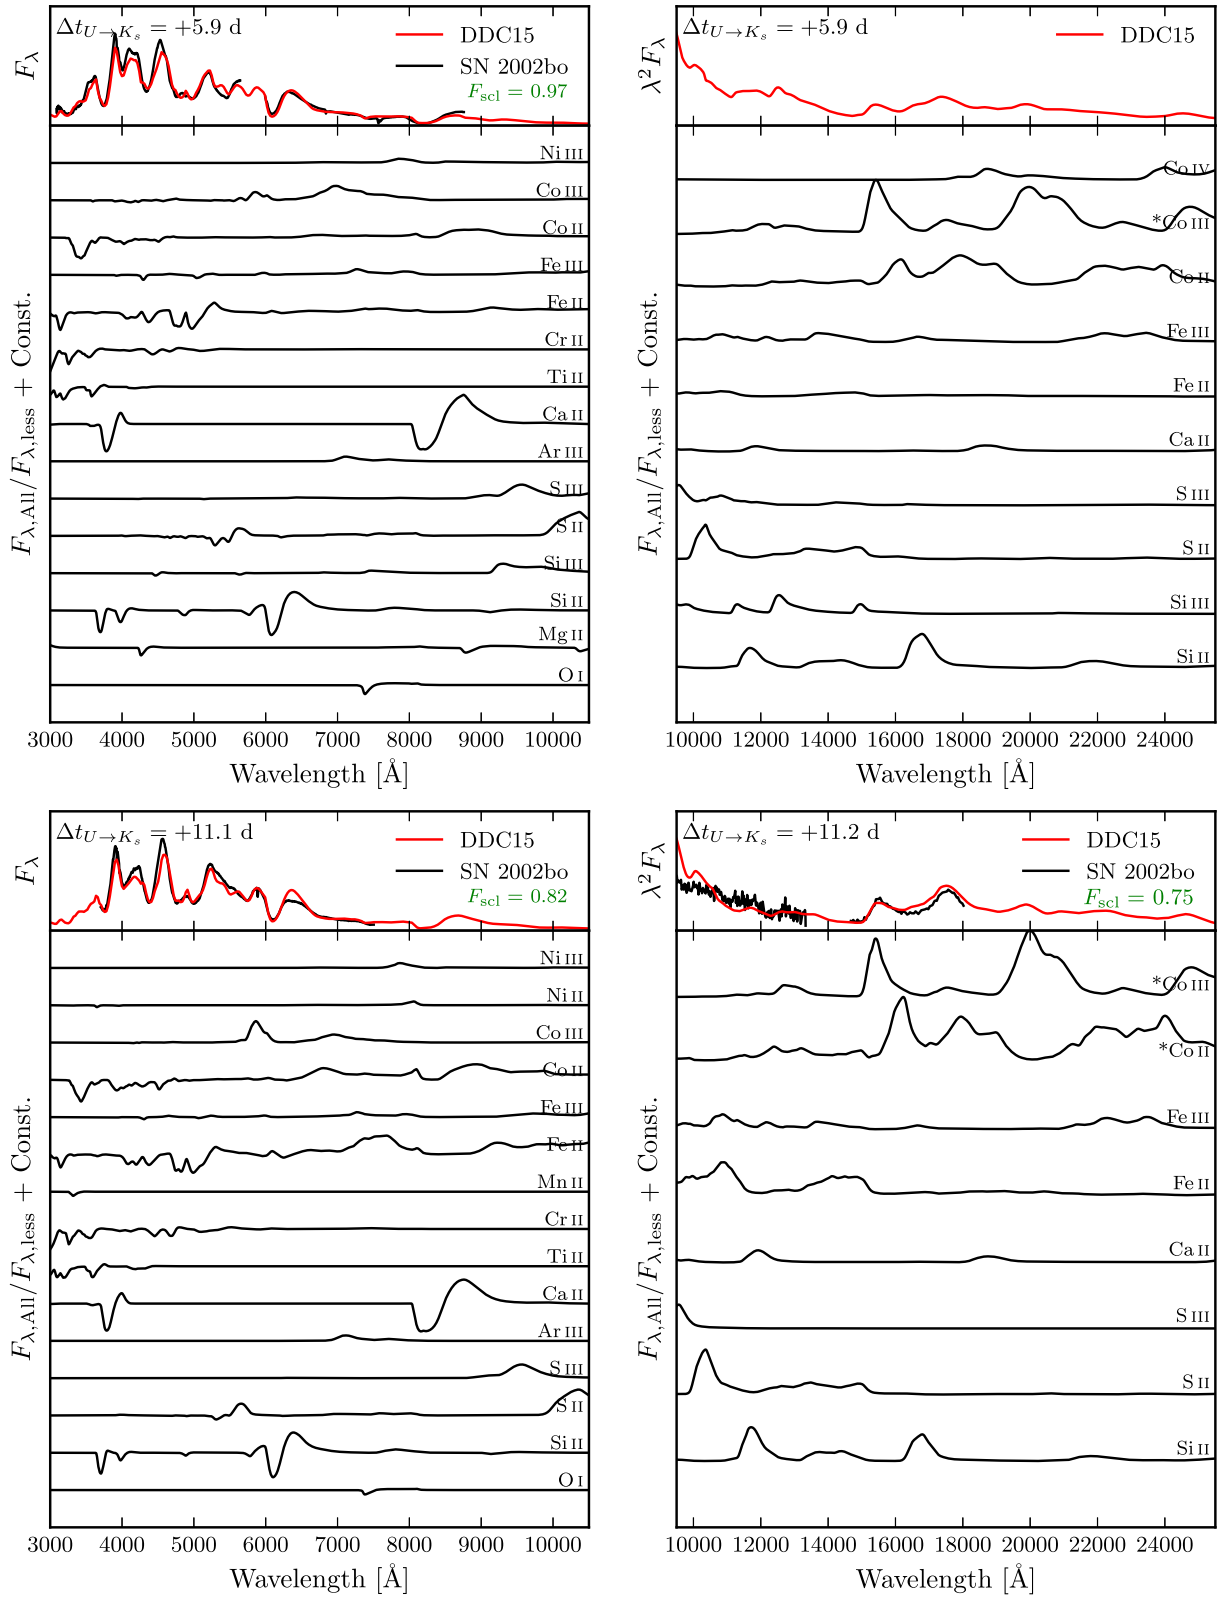 Δt_{U→K_s} = +5.9 d
DDC15
SN 2002bo
F_scl = 0.97
F_λ
Ni III
Co III
Co II
Fe III
Fe II
Cr II
Ti II
Ca II
Ar III
S III
S II
Si III
Si II
Mg II
O I
F_{λ,All}/F_{λ,less} + Const.
3000 4000 5000 6000 7000 8000 9000 10000
Wavelength [Å]
Δt_{U→K_s} = +5.9 d
DDC15
λ²F_λ
Co IV
*Co III
Co II
Fe III
Fe II
Ca II
S III
S II
Si III
Si II
F_{λ,All}/F_{λ,less} + Const.
10000 12000 14000 16000 18000 20000 22000 24000
Wavelength [Å]
Δt_{U→K_s} = +11.1 d
DDC15
SN 2002bo
F_scl = 0.82
F_λ
Ni III
Ni II
Co III
Co II
Fe III
Fe II
Mn II
Cr II
Ti II
Ca II
Ar III
S III
S II
Si II
O I
F_{λ,All}/F_{λ,less} + Const.
3000 4000 5000 6000 7000 8000 9000 10000
Wavelength [Å]
Δt_{U→K_s} = +11.2 d
DDC15
SN 2002bo
F_scl = 0.75
λ²F_λ
*Co III
*Co II
Fe III
Fe II
Ca II
S III
S II
Si II
F_{λ,All}/F_{λ,less} + Const.
10000 12000 14000 16000 18000 20000 22000 24000
Wavelength [Å]